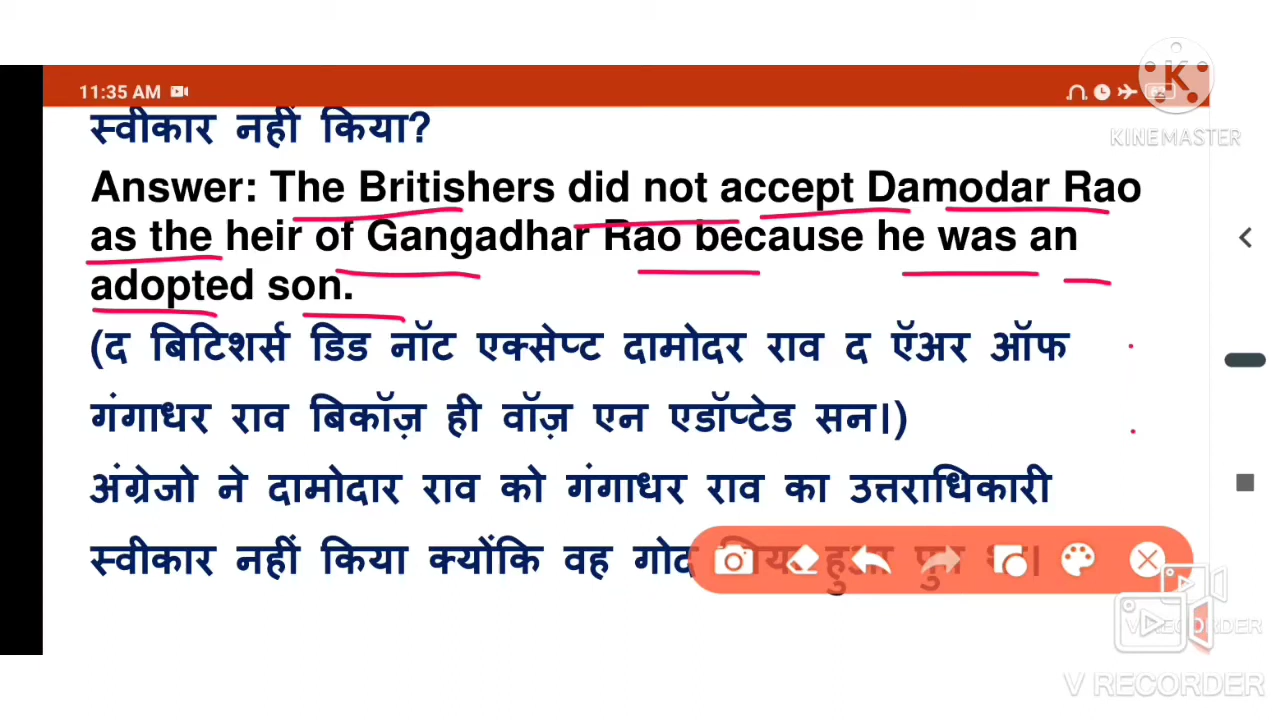 11:35 AM
KINEMASTER
स्वीकार नहीं किया?
Answer: The Britishers did not accept Damodar Rao
as the heir of Gangadhar Rao because he was an
adopted son.
(द बिटिशर्स डिड नॉट एक्सेप्ट दामोदर राव द ऍअर ऑफ
गंगाधर राव बिकॉज़ ही वॉज़ एन एडॉप्टेड सन।)
अंग्रेजो ने दामोदार राव को गंगाधर राव का उत्तराधिकारी
स्वीकार नहीं किया क्योंकि वह गोद लिया हुआ पुत्र था।
V RECORDER
V RECORDER